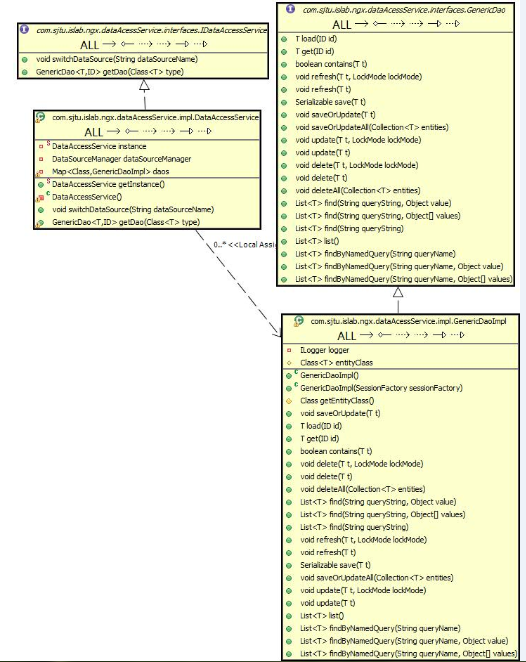 com.sjtu.islab.ngx.dataAcessService.interfaces.IDataAccessService
ALL
void switchDataSource(String dataSourceName)
GenericDao<T,ID> getDao(Class<T> type)
com.sjtu.islab.ngx.dataAcessService.impl.DataAccessService
ALL
DataAccessService instance
DataSourceManager dataSourceManager
Map<Class,GenericDaoImpl> daos
DataAccessService getInstance()
DataAccessService()
void switchDataSource(String dataSourceName)
GenericDao<T,ID> getDao(Class<T> type)
0..* <<Local Assi
com.sjtu.islab.ngx.dataAcessService.interfaces.GenericDao
ALL
T load(ID id)
T get(ID id)
boolean contains(T t)
void refresh(T t, LockMode lockMode)
void refresh(T t)
Serializable save(T t)
void saveOrUpdate(T t)
void saveOrUpdateAll(Collection<T> entities)
void update(T t, LockMode lockMode)
void update(T t)
void delete(T t, LockMode lockMode)
void delete(T t)
void deleteAll(Collection<T> entities)
List<T> find(String queryString, Object value)
List<T> find(String queryString, Object[] values)
List<T> find(String queryString)
List<T> list()
List<T> findByNamedQuery(String queryName)
List<T> findByNamedQuery(String queryName, Object value)
List<T> findByNamedQuery(String queryName, Object[] values)
com.sjtu.islab.ngx.dataAcessService.impl.GenericDaoImpl
ALL
ILogger logger
Class<T> entityClass
GenericDaoImpl()
GenericDaoImpl(SessionFactory sessionFactory)
Class getEntityClass()
void saveOrUpdate(T t)
T load(ID id)
T get(ID id)
boolean contains(T t)
void delete(T t, LockMode lockMode)
void delete(T t)
void deleteAll(Collection<T> entities)
List<T> find(String queryString, Object value)
List<T> find(String queryString, Object[] values)
List<T> find(String queryString)
void refresh(T t, LockMode lockMode)
void refresh(T t)
Serializable save(T t)
void saveOrUpdateAll(Collection<T> entities)
void update(T t, LockMode lockMode)
void update(T t)
List<T> list()
List<T> findByNamedQuery(String queryName)
List<T> findByNamedQuery(String queryName, Object value)
List<T> findByNamedQuery(String queryName, Object[] values)